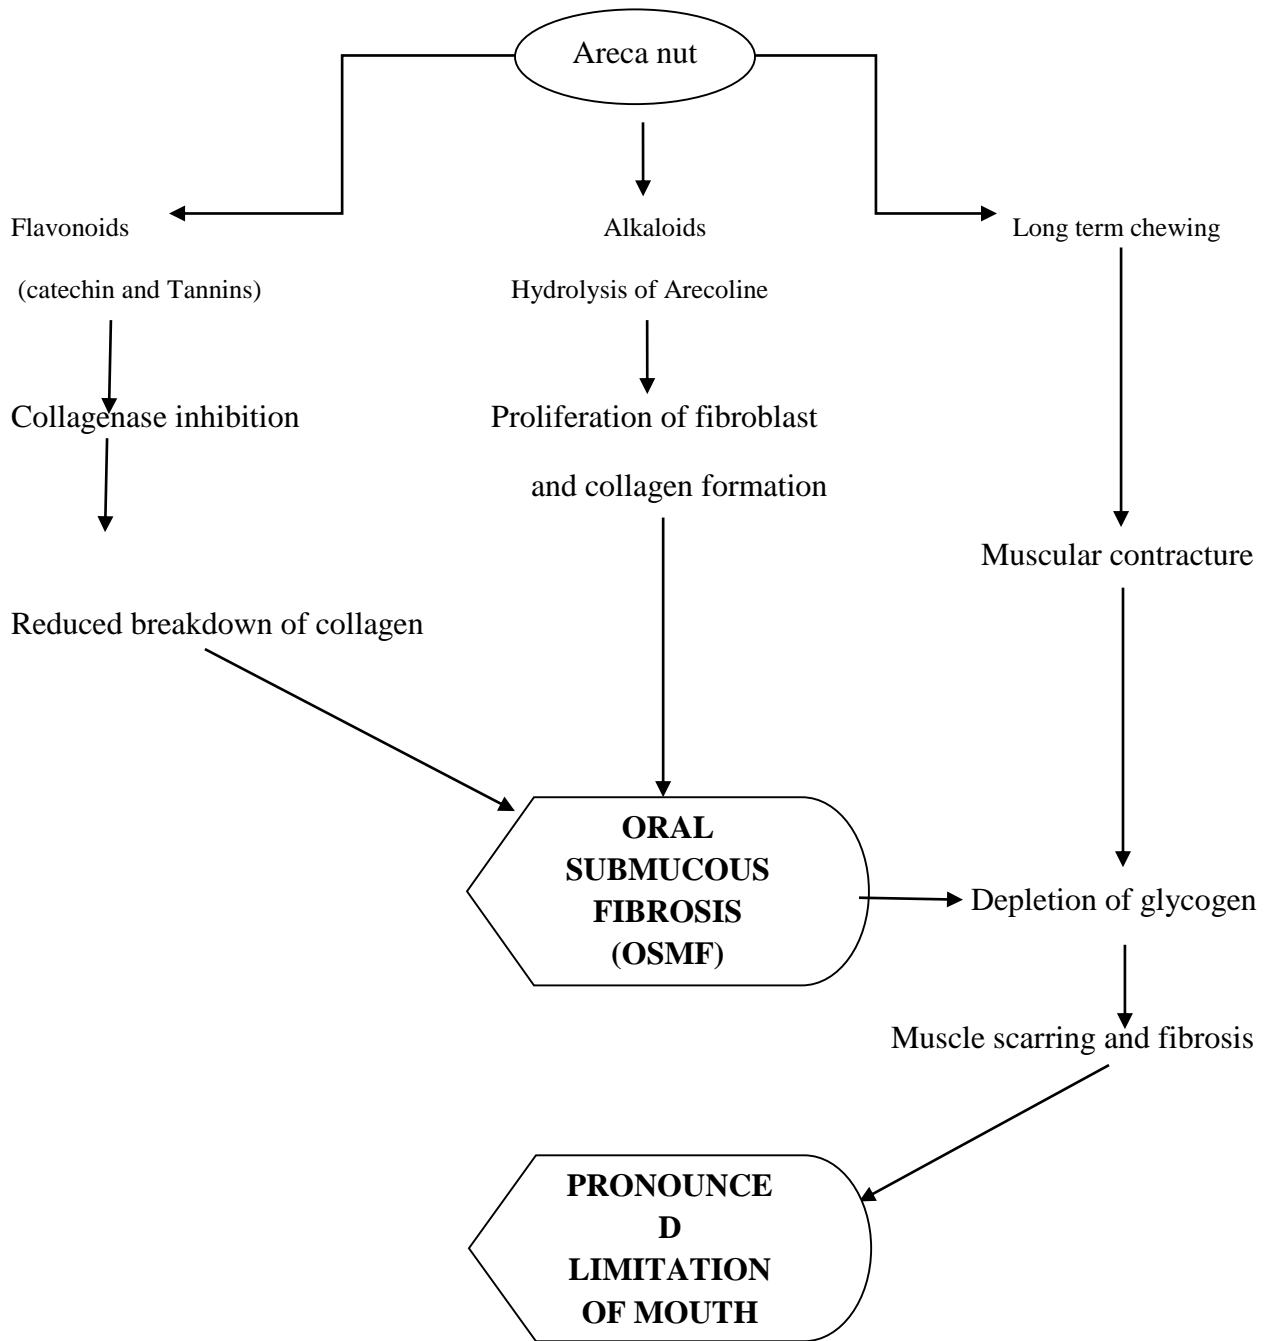 Areca nut
Flavonoids
Alkaloids
Long term chewing
(catechin and Tannins)
Hydrolysis of Arecoline
Collagenase inhibition
Proliferation of fibroblast
and collagen formation
Muscular contracture
Reduced breakdown of collagen
ORAL
SUBMUCOUS
FIBROSIS
(OSMF)
Depletion of glycogen
Muscle scarring and fibrosis
PRONOUNCE
D
LIMITATION
OF MOUTH